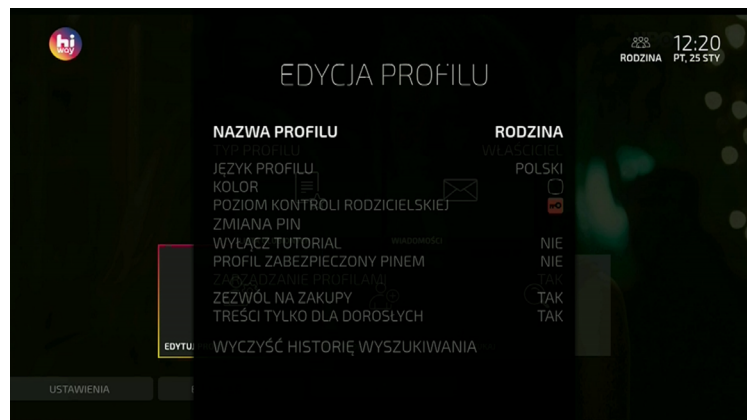 hi
way
RODZINA
12:20
PT, 25 STY
EDYCJA PROFILU
NAZWA PROFILU RODZINA
TYP PROFILU WŁAŚCICIEL
JĘZYK PROFILU POLSKI
KOLOR
POZIOM KONTROLI RODZICIELSKIEJ
ZMIANA PIN
WYŁĄCZ TUTORIAL NIE
WIADOMOŚCI
PROFIL ZABEZPIECZONY PINEM NIE
ZARZĄDZANIE PROFILAMI TAK
ZEZWÓL NA ZAKUPY TAK
TREŚCI TYLKO DLA DOROSŁYCH TAK
EDYTUJ
WYCZYŚĆ HISTORIĘ WYSZUKIWANIA
USTAWIENIA